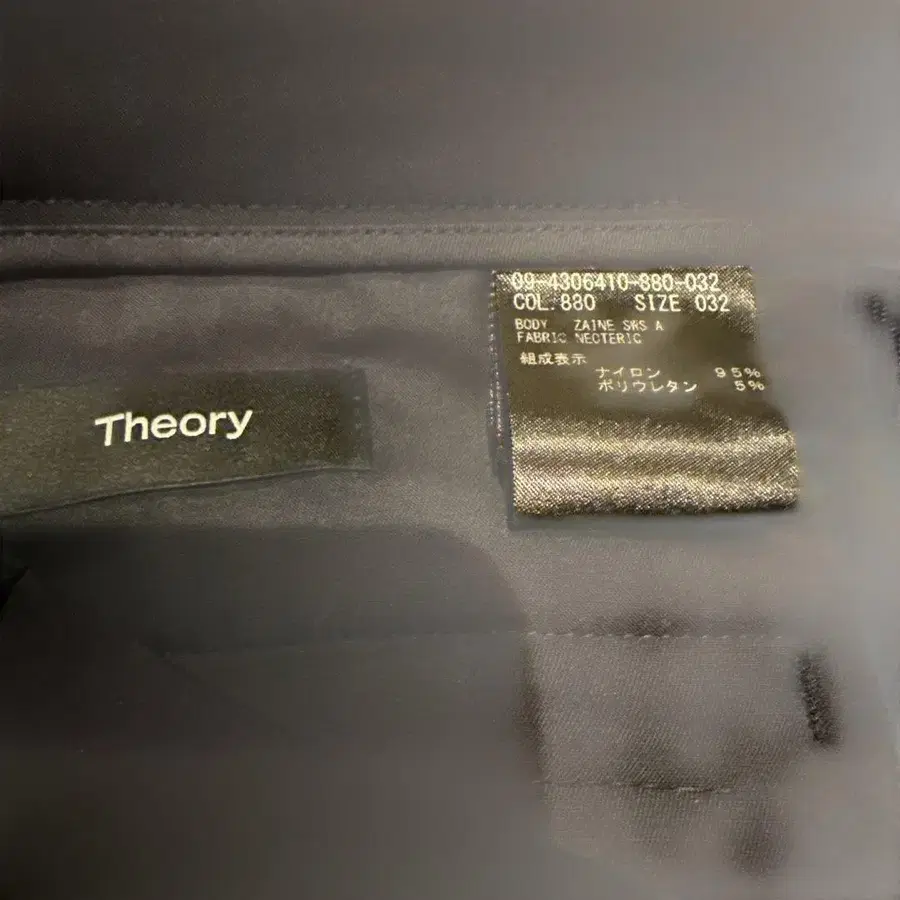 Theory
09-4306410-880-032
COL.880 SIZE 032
BODY ZAINE SKS A
FABRIC NEOTERIC
組成表示
ナイロン 95%
ポリウレタン 5%